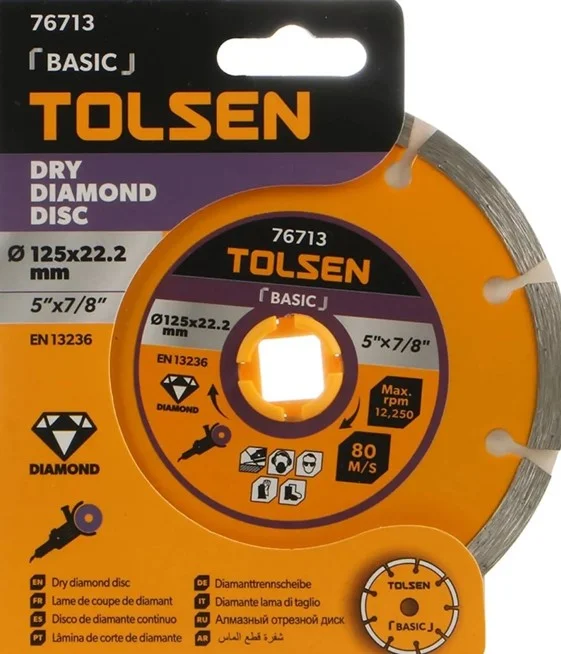 76713
「BASIC」
TOLSEN
DRY
DIAMOND
DISC
Ø 125x22.2
mm
5”x7/8”
EN 13236
DIAMOND
76713
TOLSEN
「BASIC」
Ø125x22.2
mm
5”x7/8”
EN 13236
DIAMOND
Max.
rpm
12,250
80
M/S
EN Dry diamond disc
FR Lame de coupe de diamant
ES Disco de diamante continuo
PT Lâmina de corte de diamante
DE Diamanttrennscheibe
IT Diamante lama di taglio
RU Алмазный отрезной диск
AR شفرة قطع الماس
TOLSEN
「BASIC」